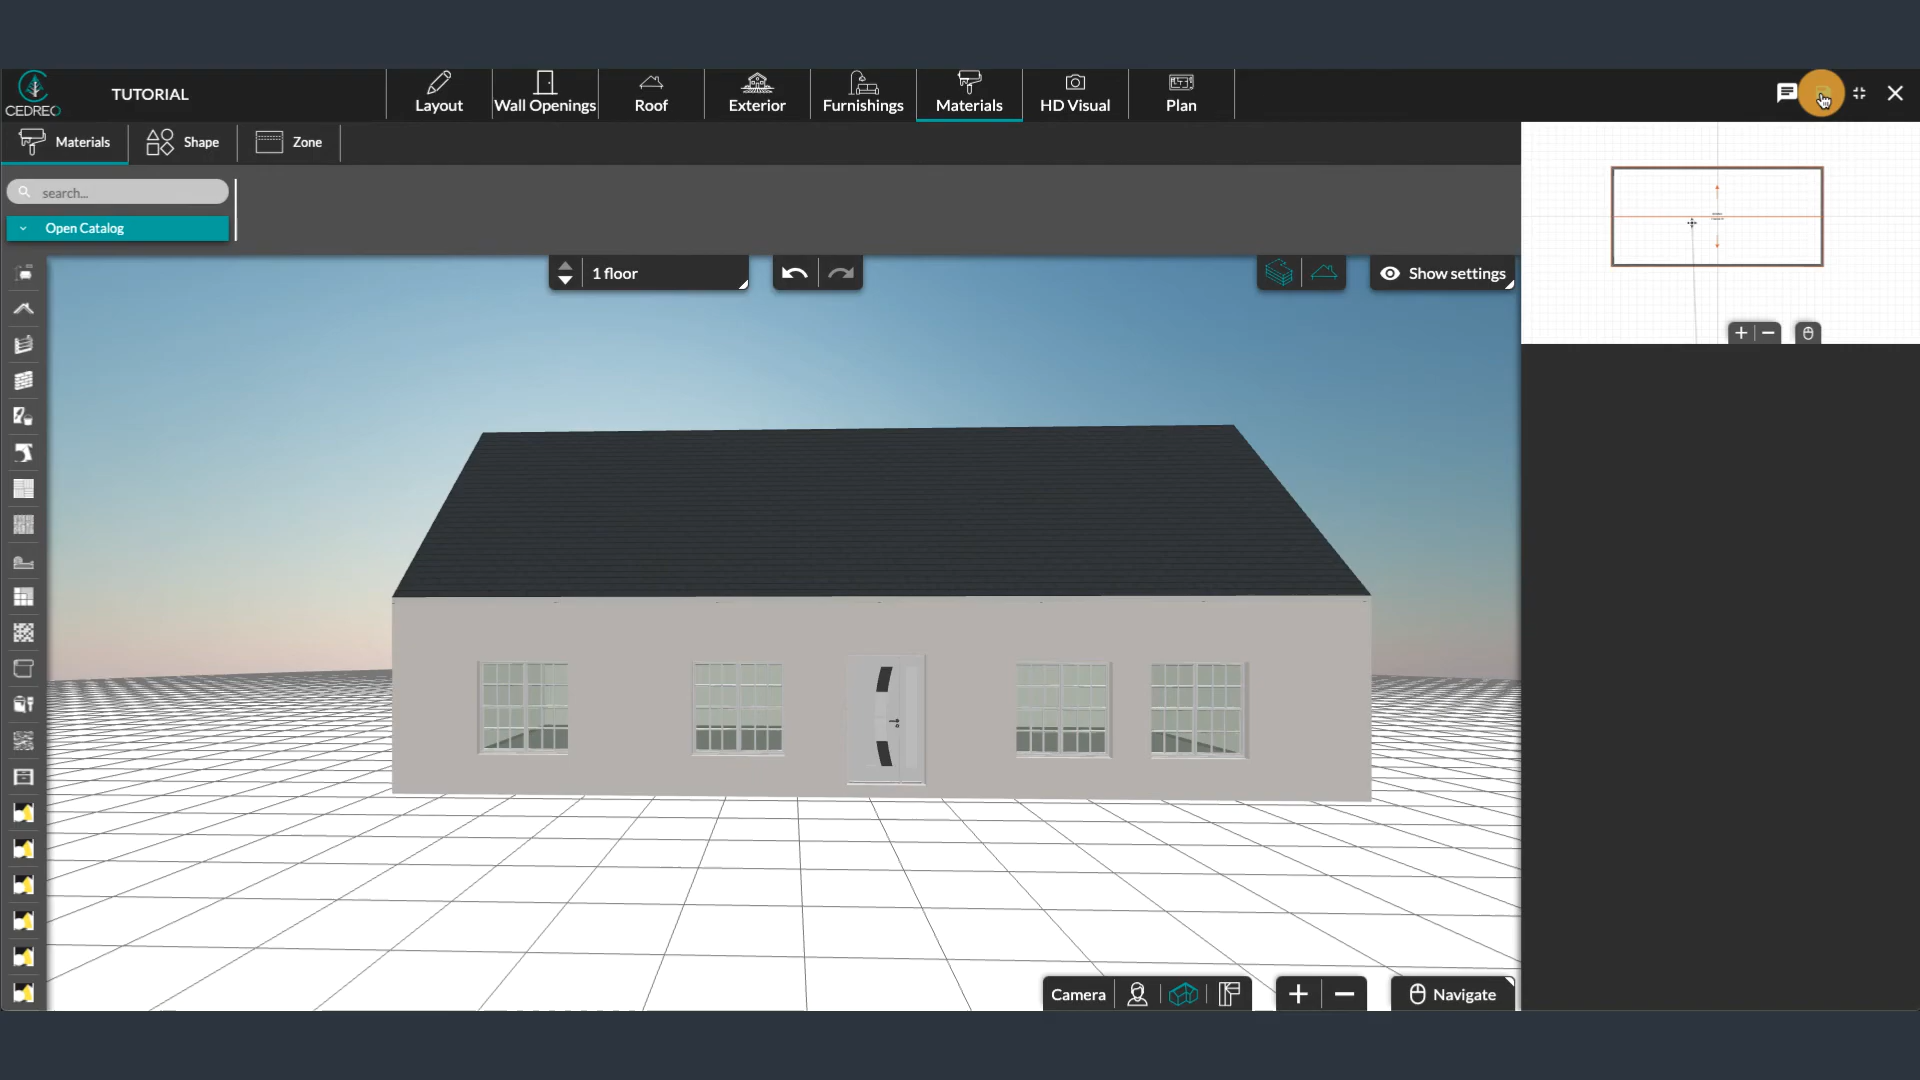 CEDREO
TUTORIAL
Layout
Wall Openings
Roof
Exterior
Furnishings
Materials
HD Visual
Plan
Materials
Shape
Zone
search...
Open Catalog
1 floor
Show settings
Camera
Navigate